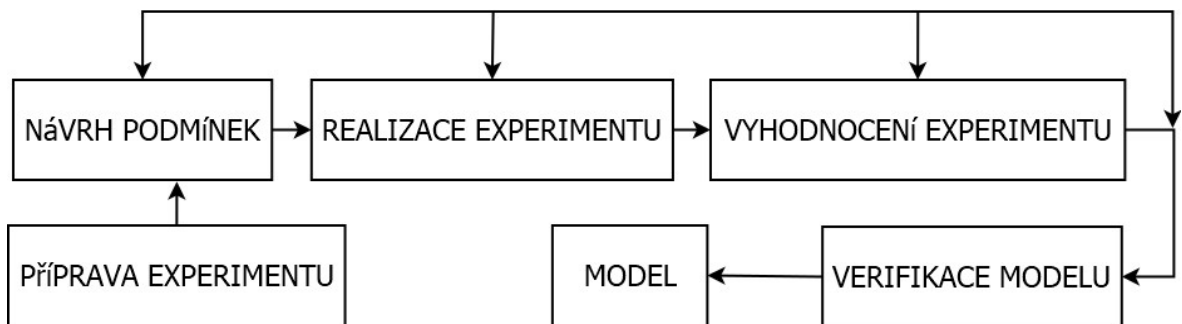 NáVRH PODMíNEK
REALIZACE EXPERIMENTU
VYHODNOCENí EXPERIMENTU
PříPRAVA EXPERIMENTU
MODEL
VERIFIKACE MODELU